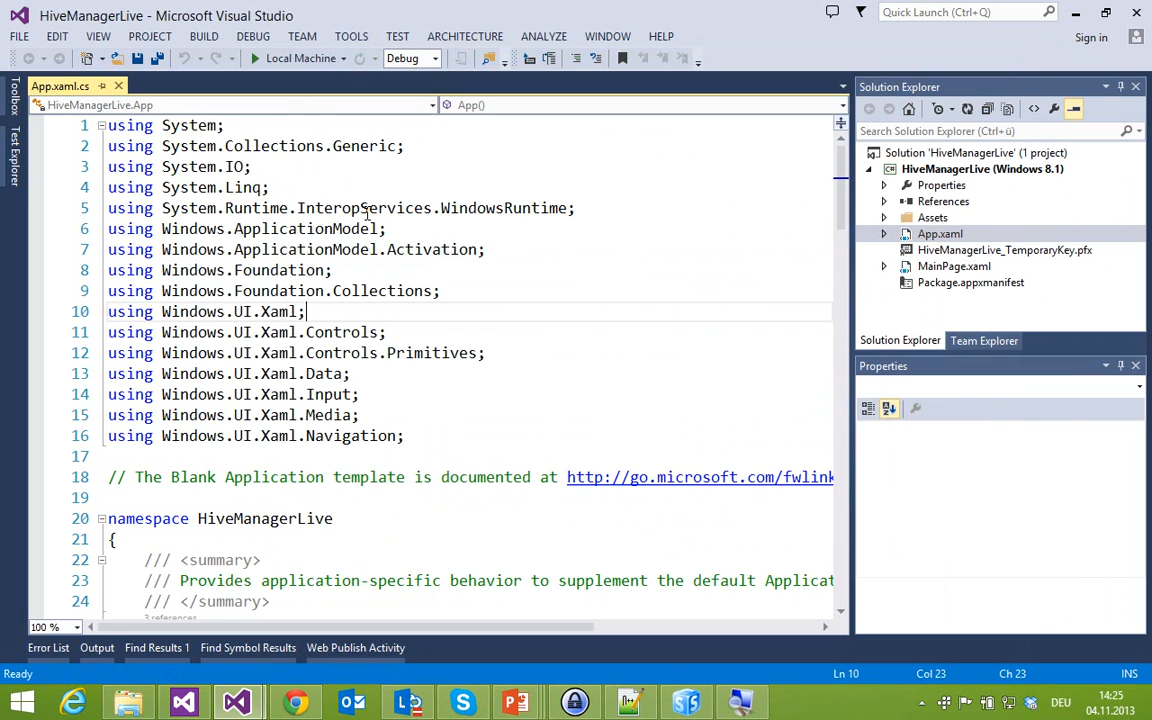 HiveManagerLive - Microsoft Visual Studio
Quick Launch (Ctrl+Q)
FILE EDIT VIEW PROJECT BUILD DEBUG TEAM TOOLS TEST ARCHITECTURE ANALYZE WINDOW HELP
Sign in
Local Machine
Debug
Toolbox
Test Explorer
App.xaml.cs
HiveManagerLive.App
App()
1 using System;
2 using System.Collections.Generic;
3 using System.IO;
4 using System.Linq;
5 using System.Runtime.InteropServices.WindowsRuntime;
6 using Windows.ApplicationModel;
7 using Windows.ApplicationModel.Activation;
8 using Windows.Foundation;
9 using Windows.Foundation.Collections;
10 using Windows.UI.Xaml;
11 using Windows.UI.Xaml.Controls;
12 using Windows.UI.Xaml.Controls.Primitives;
13 using Windows.UI.Xaml.Data;
14 using Windows.UI.Xaml.Input;
15 using Windows.UI.Xaml.Media;
16 using Windows.UI.Xaml.Navigation;
17
18 // The Blank Application template is documented at http://go.microsoft.com/fwlink
19
20 namespace HiveManagerLive
21 {
22 /// <summary>
23 /// Provides application-specific behavior to supplement the default Applicat
24 /// </summary>
3 references
100 %
Solution Explorer
Search Solution Explorer (Ctrl+ü)
Solution 'HiveManagerLive' (1 project)
HiveManagerLive (Windows 8.1)
Properties
References
Assets
App.xaml
HiveManagerLive_TemporaryKey.pfx
MainPage.xaml
Package.appxmanifest
Solution Explorer Team Explorer
Properties
Error List Output Find Results 1 Find Symbol Results Web Publish Activity
Ready
Ln 10 Col 23 Ch 23 INS
DEU
14:25
04.11.2013